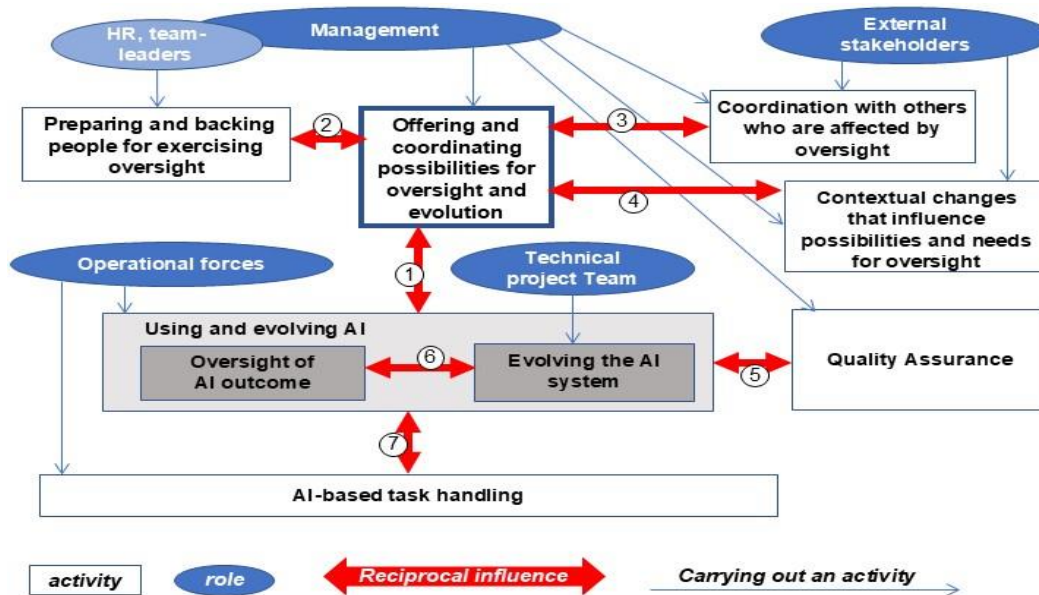 HR, team-
leaders
Management
External
stakeholders
Preparing and backing
people for exercising
oversight
2
Offering and
coordinating
possibilities for
oversight and
evolution
3
Coordination with others
who are affected by
oversight
4
Contextual changes
that influence
possibilities and needs
for oversight
Operational forces
1
Technical
project Team
Using and evolving AI
Oversight of
AI outcome
6
Evolving the AI
system
5
Quality Assurance
7
AI-based task handling
activity
role
Reciprocal influence
Carrying out an activity